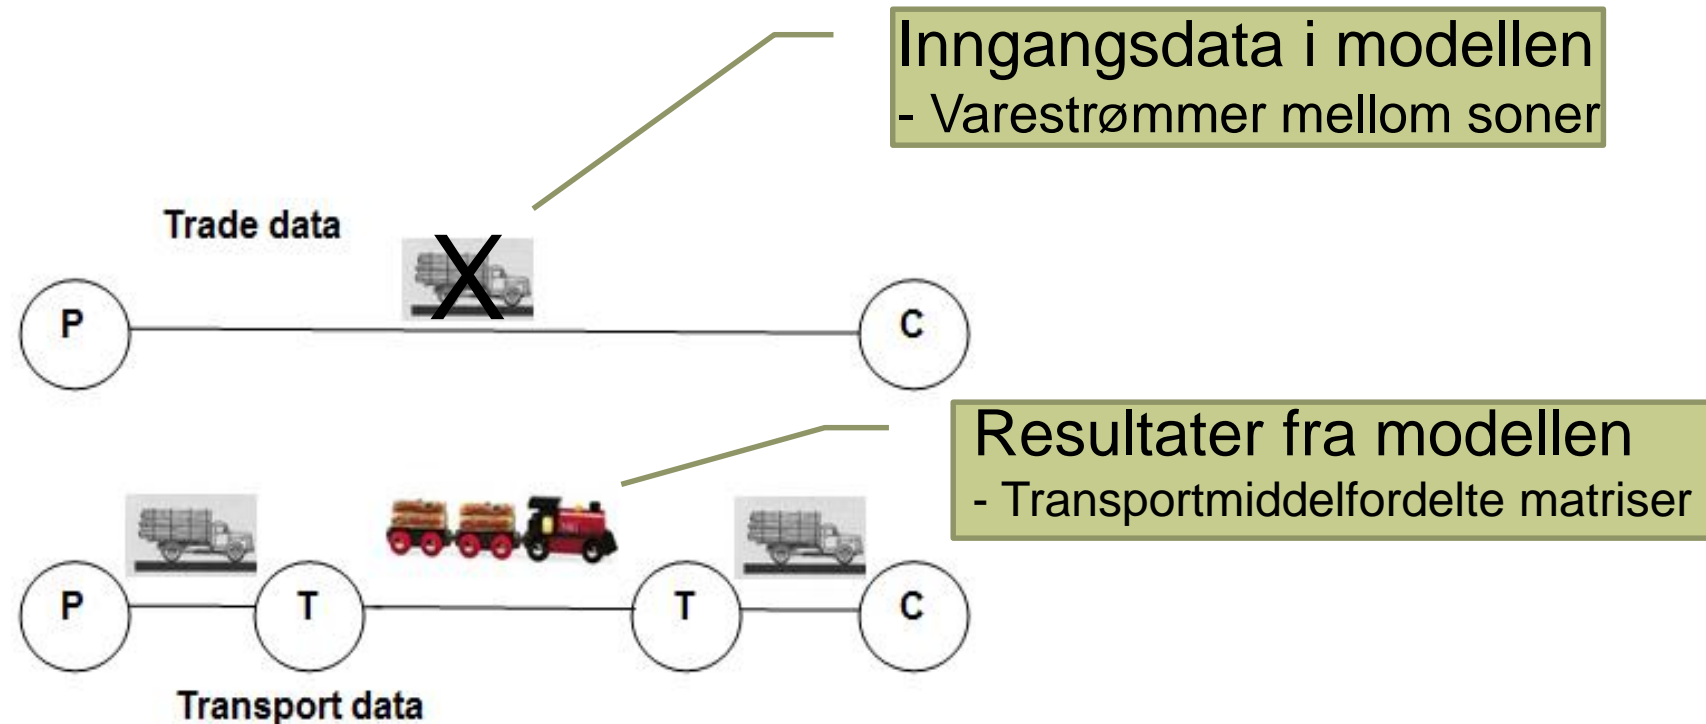 Inngangsdata i modellen
- Varestrømmer mellom soner
Trade data
X
P
C
Resultater fra modellen
- Transportmiddelfordelte matriser
P
T
T
C
Transport data